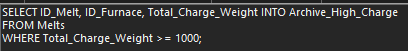 SELECT ID_Melt, ID_Furnace, Total_Charge_Weight INTO Archive_High_Charge
FROM Melts
WHERE Total_Charge_Weight >= 1000;